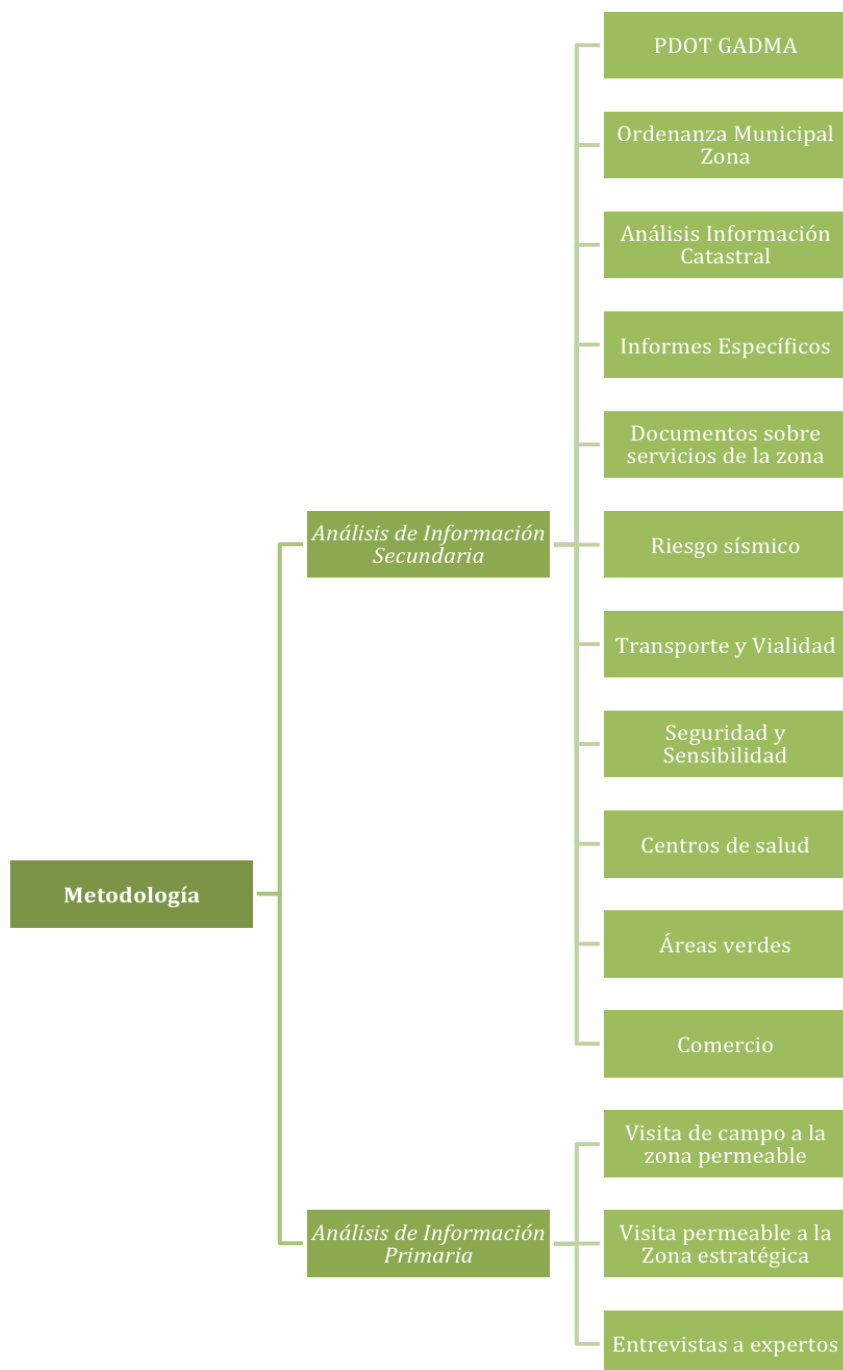 PDOT GADMA
Ordenanza Municipal
Zona
Análisis Información
Catastral
Informes Específicos
Documentos sobre
servicios de la zona
Análisis de Información
Secundaria
Riesgo sísmico
Transporte y Vialidad
Seguridad y
Sensibilidad
Centros de salud
Metodología
Áreas verdes
Comercio
Visita de campo a la
zona permeable
Análisis de Información
Primaria
Visita permeable a la
Zona estratégica
Entrevistas a expertos